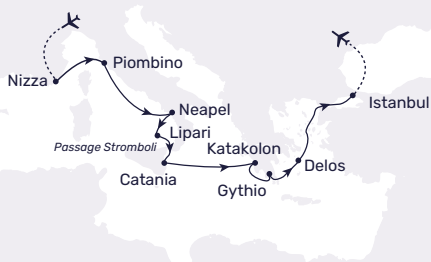 Nizza
Piombino
Neapel
Lipari
Passage Stromboli
Catania
Katakolon
Gythio
Delos
Istanbul